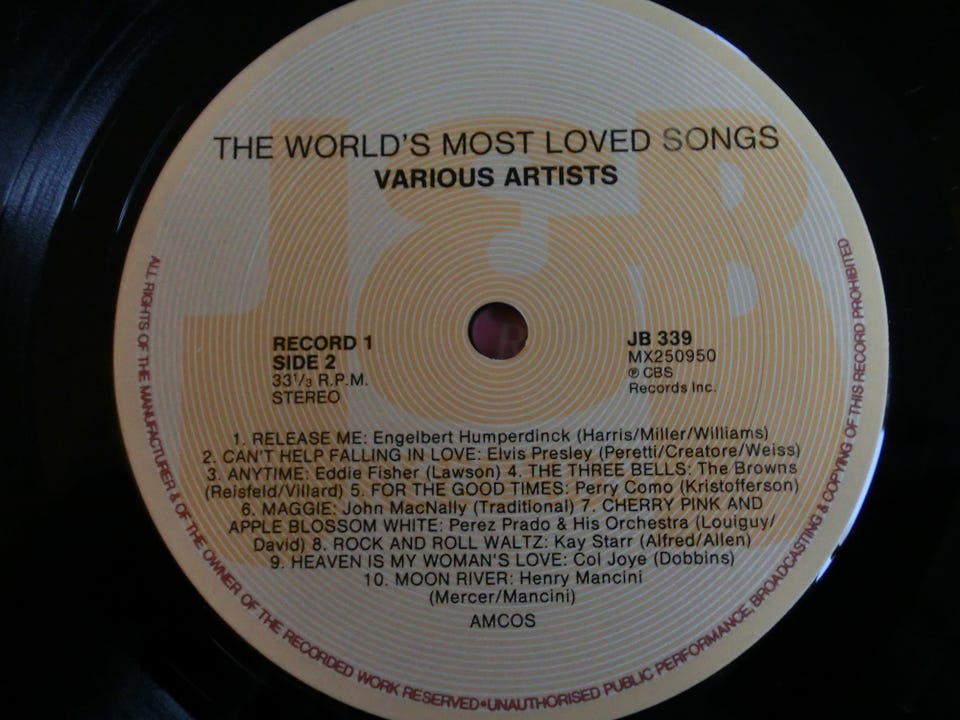 THE WORLD'S MOST LOVED SONGS
VARIOUS ARTISTS
RECORD 1
SIDE 2
33⅓ R.P.M.
STEREO
JB 339
MX250950
℗ CBS
Records Inc.
1. RELEASE ME: Engelbert Humperdinck (Harris/Miller/Williams)
2. CAN'T HELP FALLING IN LOVE: Elvis Presley (Peretti/Creatore/Weiss)
3. ANYTIME: Eddie Fisher (Lawson) 4. THE THREE BELLS: The Browns
(Reisfeld/Villard) 5. FOR THE GOOD TIMES: Perry Como (Kristofferson)
6. MAGGIE: John MacNally (Traditional) 7. CHERRY PINK AND
APPLE BLOSSOM WHITE: Perez Prado & His Orchestra (Louiguy/
David) 8. ROCK AND ROLL WALTZ: Kay Starr (Alfred/Allen)
9. HEAVEN IS MY WOMAN'S LOVE: Col Joye (Dobbins)
10. MOON RIVER: Henry Mancini
(Mercer/Mancini)
AMCOS
ALL RIGHTS OF THE MANUFACTURER & OF THE OWNER OF THE RECORDED WORK RESERVED•UNAUTHORISED PUBLIC PERFORMANCE, BROADCASTING & COPYING OF THIS RECORD PROHIBITED
J&B